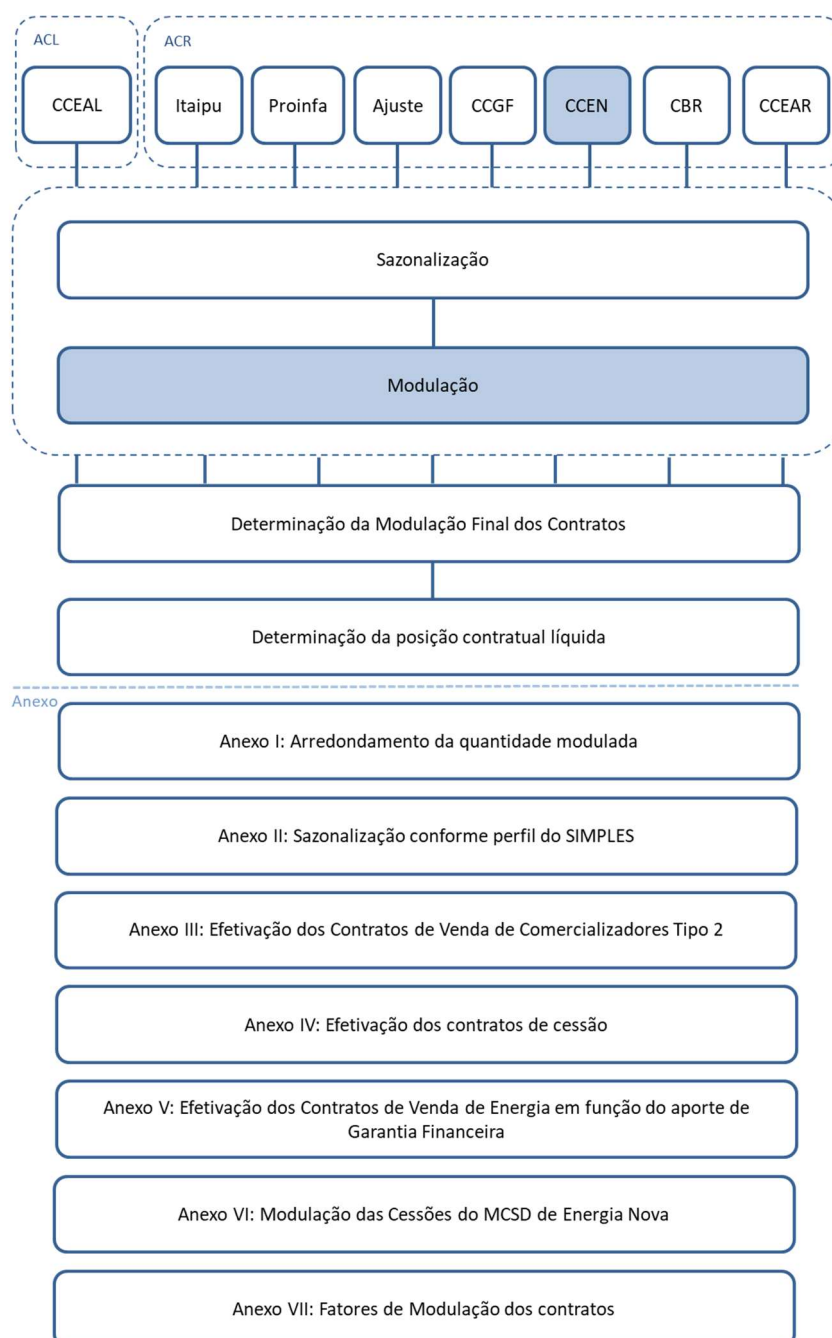 ACL
ACR
CCEAL
Itaipu
Proinfa
Ajuste
CCGF
CCEN
CBR
CCEAR
Sazonalização
Modulação
Determinação da Modulação Final dos Contratos
Determinação da posição contratual líquida
Anexo
Anexo I: Arredondamento da quantidade modulada
Anexo II: Sazonalização conforme perfil do SIMPLES
Anexo III: Efetivação dos Contratos de Venda de Comercializadores Tipo 2
Anexo IV: Efetivação dos contratos de cessão
Anexo V: Efetivação dos Contratos de Venda de Energia em função do aporte de
Garantia Financeira
Anexo VI: Modulação das Cessões do MCSD de Energia Nova
Anexo VII: Fatores de Modulação dos contratos